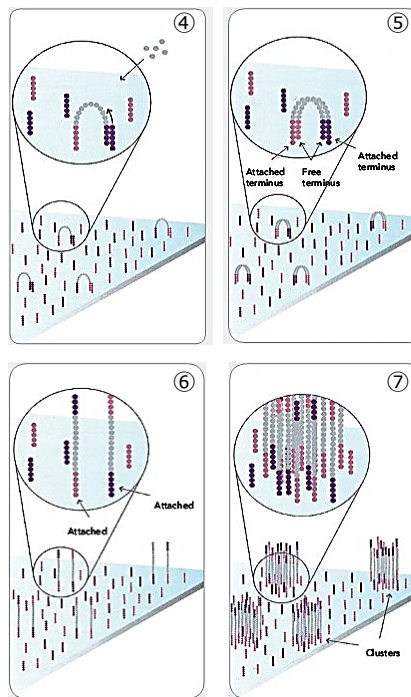 ④
⑤
Attached
terminus
Free
terminus
Attached
terminus
⑥
Attached
Attached
⑦
Clusters